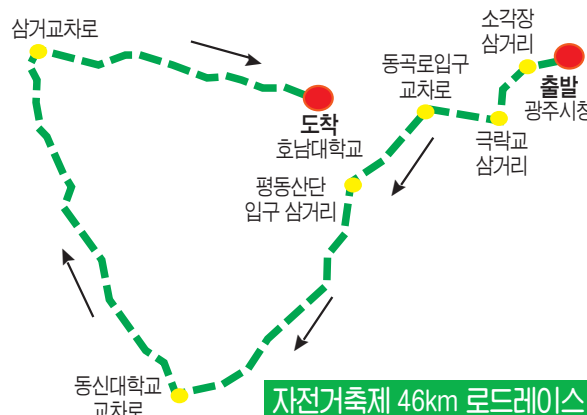 삼거교차로
소각장
삼거리
동곡로입구
교차로
출발
광주시청
도착
호남대학교
극락교
삼거리
평동산단
입구 삼거리
동신대학교
교차로
자전거축제 46km 로드레이스